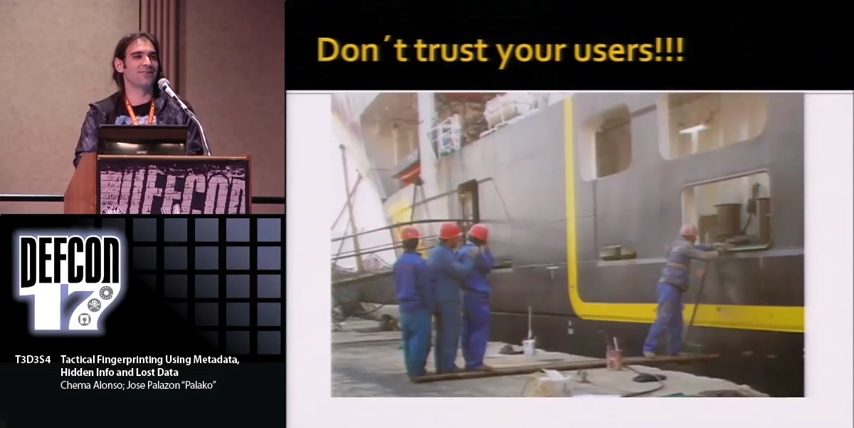 Don´t trust your users!!!
DEFCON
DEFCON
17
T3D3S4 Tactical Fingerprinting Using Metadata,
Hidden Info and Lost Data
Chema Alonso; Jose Palazon "Palako"